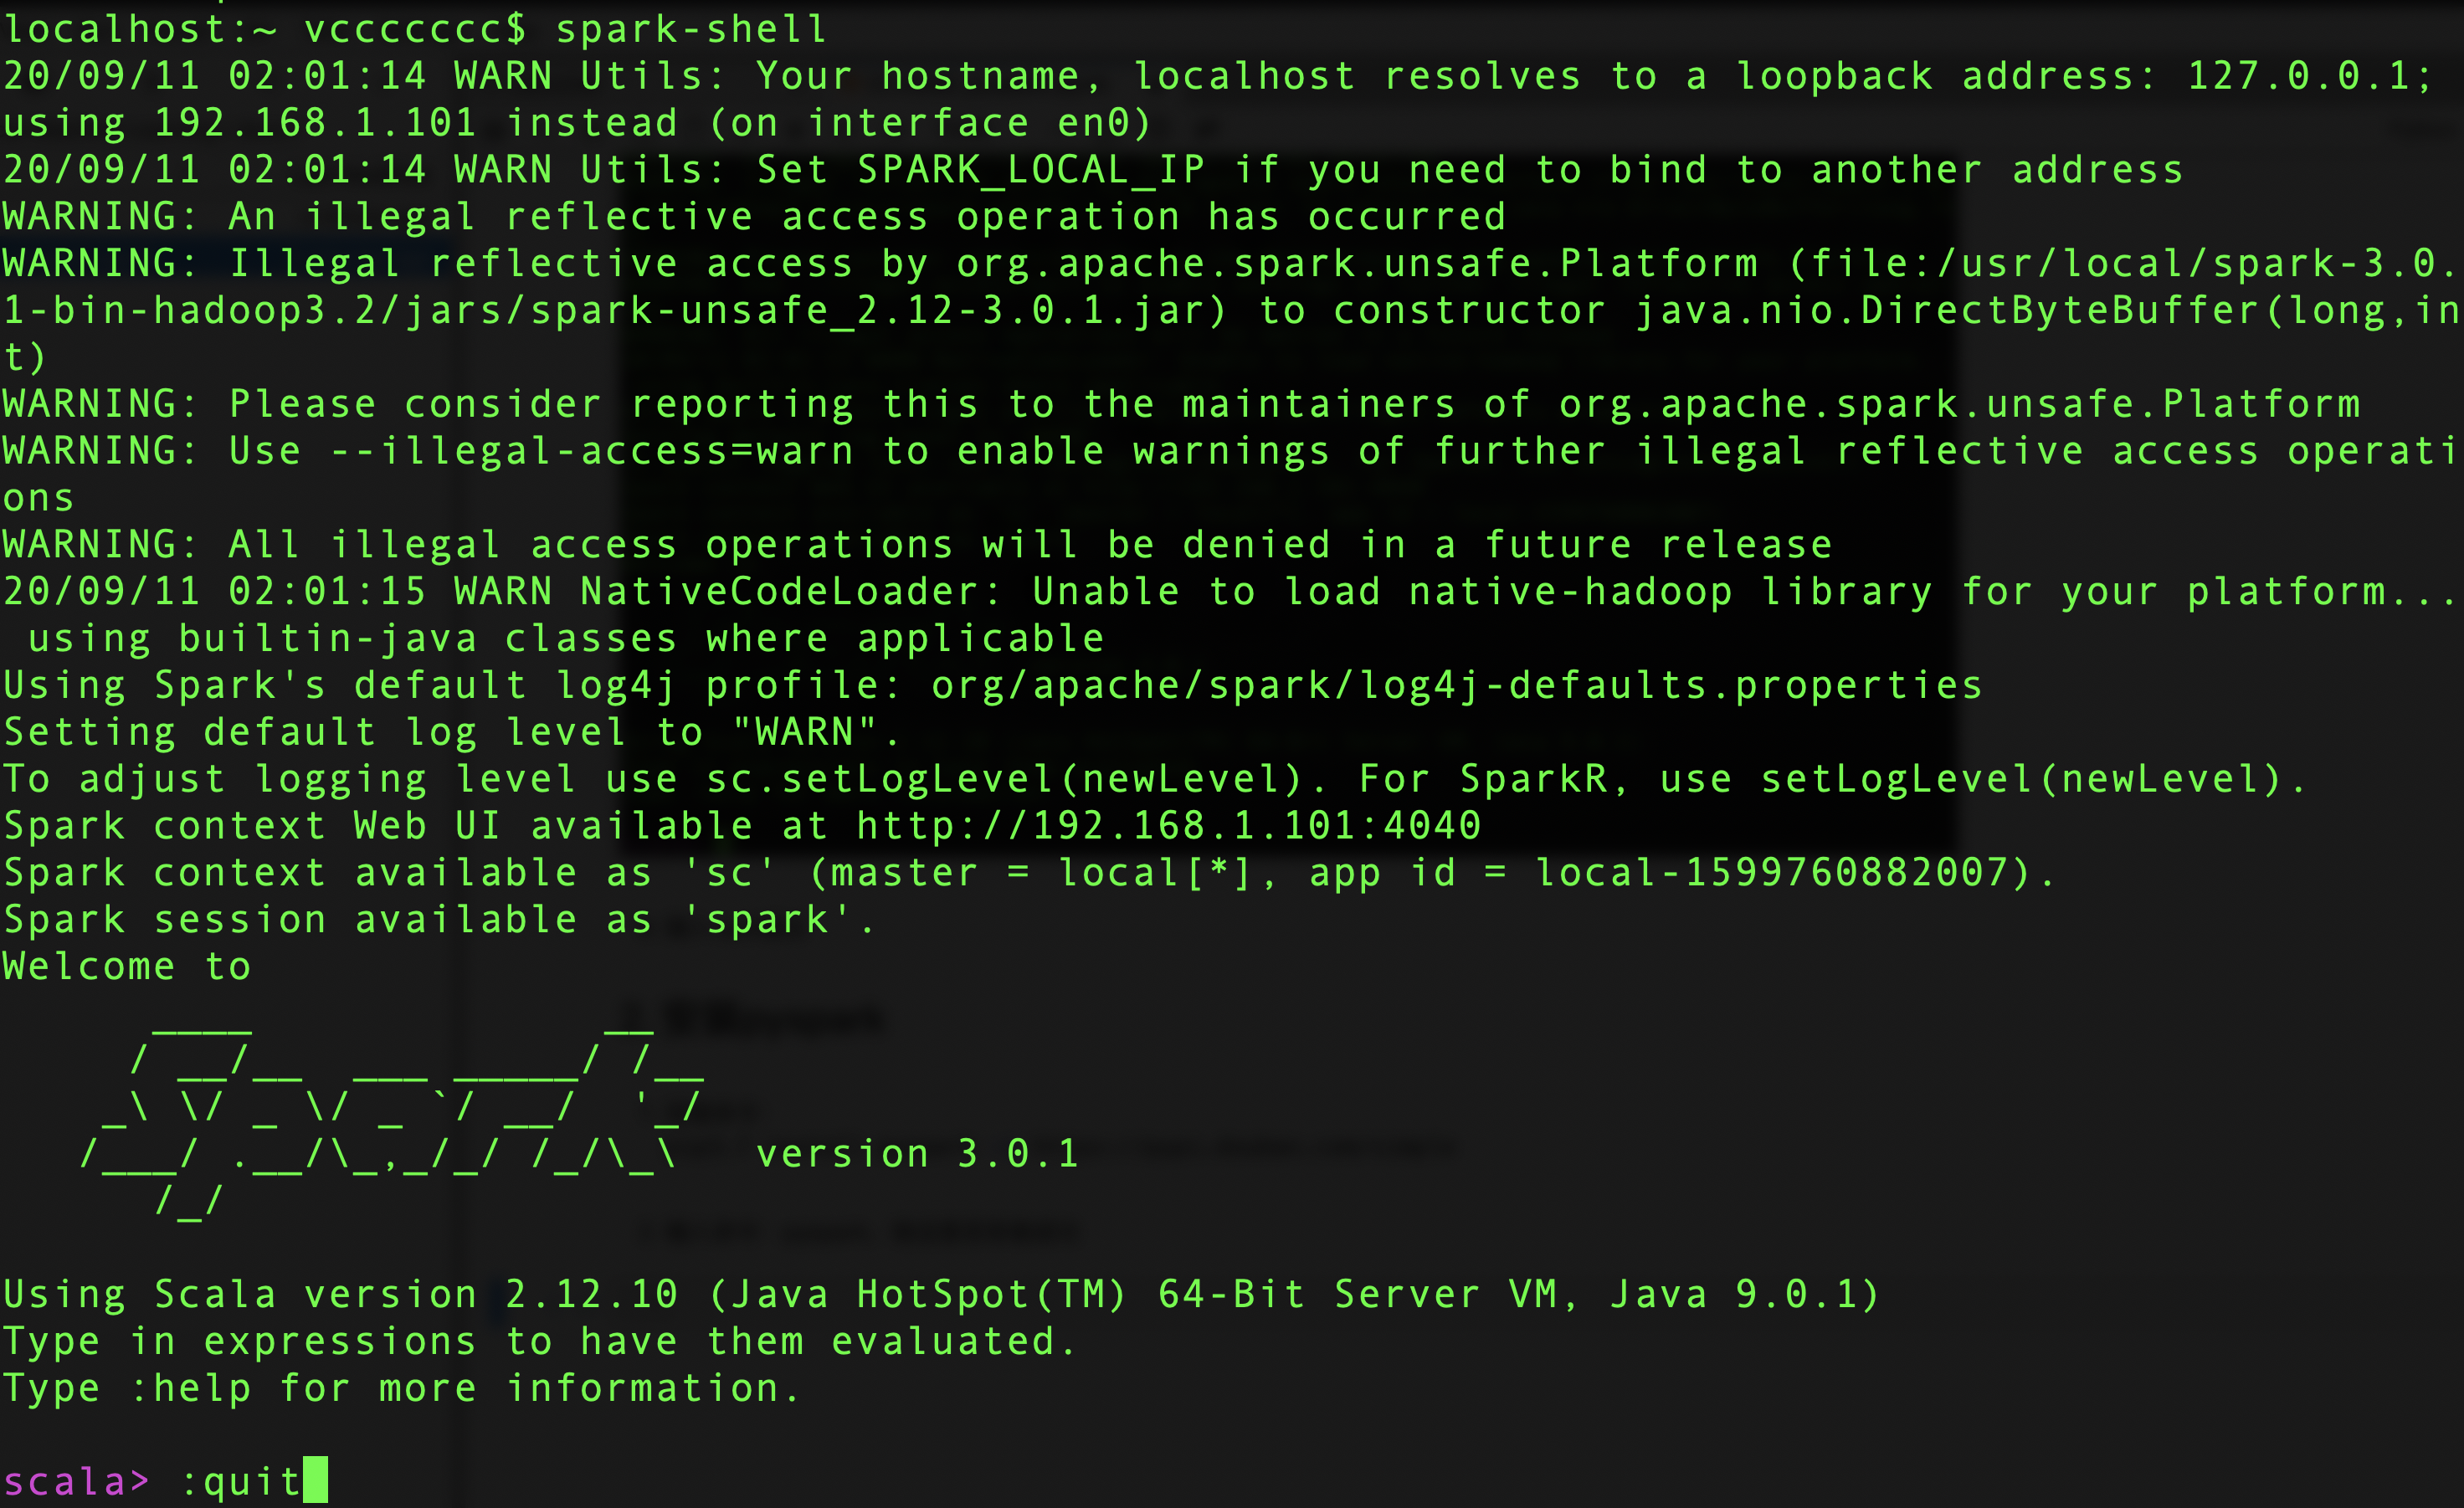 localhost:~ vccccccc$ spark-shell
20/09/11 02:01:14 WARN Utils: Your hostname, localhost resolves to a loopback address: 127.0.0.1;
using 192.168.1.101 instead (on interface en0)
20/09/11 02:01:14 WARN Utils: Set SPARK_LOCAL_IP if you need to bind to another address
WARNING: An illegal reflective access operation has occurred
WARNING: Illegal reflective access by org.apache.spark.unsafe.Platform (file:/usr/local/spark-3.0.
1-bin-hadoop3.2/jars/spark-unsafe_2.12-3.0.1.jar) to constructor java.nio.DirectByteBuffer(long,in
t)
WARNING: Please consider reporting this to the maintainers of org.apache.spark.unsafe.Platform
WARNING: Use --illegal-access=warn to enable warnings of further illegal reflective access operati
ons
WARNING: All illegal access operations will be denied in a future release
20/09/11 02:01:15 WARN NativeCodeLoader: Unable to load native-hadoop library for your platform...
 using builtin-java classes where applicable
Using Spark's default log4j profile: org/apache/spark/log4j-defaults.properties
Setting default log level to "WARN".
To adjust logging level use sc.setLogLevel(newLevel). For SparkR, use setLogLevel(newLevel).
Spark context Web UI available at http://192.168.1.101:4040
Spark context available as 'sc' (master = local[*], app id = local-1599760882007).
Spark session available as 'spark'.
Welcome to
      ____              __
     / __/__  ___ _____/ /__
    _\ \/ _ \/ _ `/ __/  '_/
   /___/ .__/\_,_/_/ /_/\_\   version 3.0.1
      /_/
Using Scala version 2.12.10 (Java HotSpot(TM) 64-Bit Server VM, Java 9.0.1)
Type in expressions to have them evaluated.
Type :help for more information.
scala> :quit